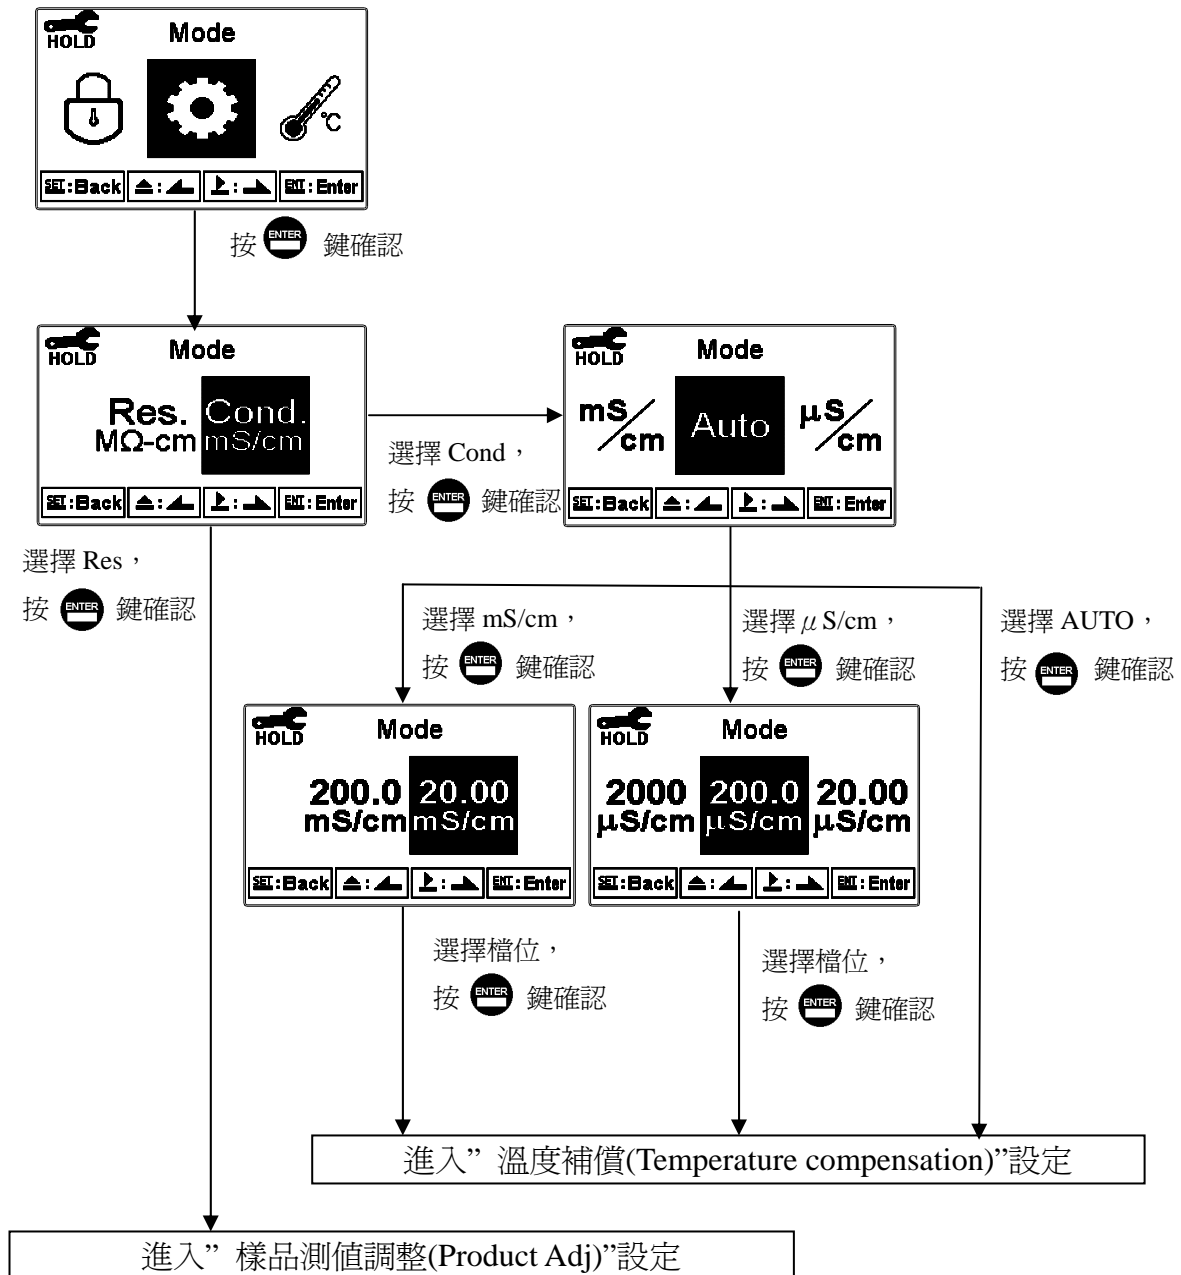 HOLD
Mode
℃
SET:Back
ENT:Enter
按 ENTER 鍵確認
HOLD
Mode
Res. Cond.
MΩ-cm mS/cm
SET:Back
ENT:Enter
選擇 Cond，
按 ENTER 鍵確認
HOLD
Mode
mS/cm Auto μS/cm
SET:Back
ENT:Enter
選擇 Res，
按 ENTER 鍵確認
選擇 mS/cm，
按 ENTER 鍵確認
選擇 μ S/cm，
按 ENTER 鍵確認
選擇 AUTO，
按 ENTER 鍵確認
HOLD
Mode
200.0 20.00
mS/cm mS/cm
SET:Back
ENT:Enter
HOLD
Mode
2000 200.0 20.00
μS/cm μS/cm μS/cm
SET:Back
ENT:Enter
選擇檔位，
按 ENTER 鍵確認
選擇檔位，
按 ENTER 鍵確認
進入” 溫度補償(Temperature compensation)”設定
進入” 樣品測值調整(Product Adj)”設定